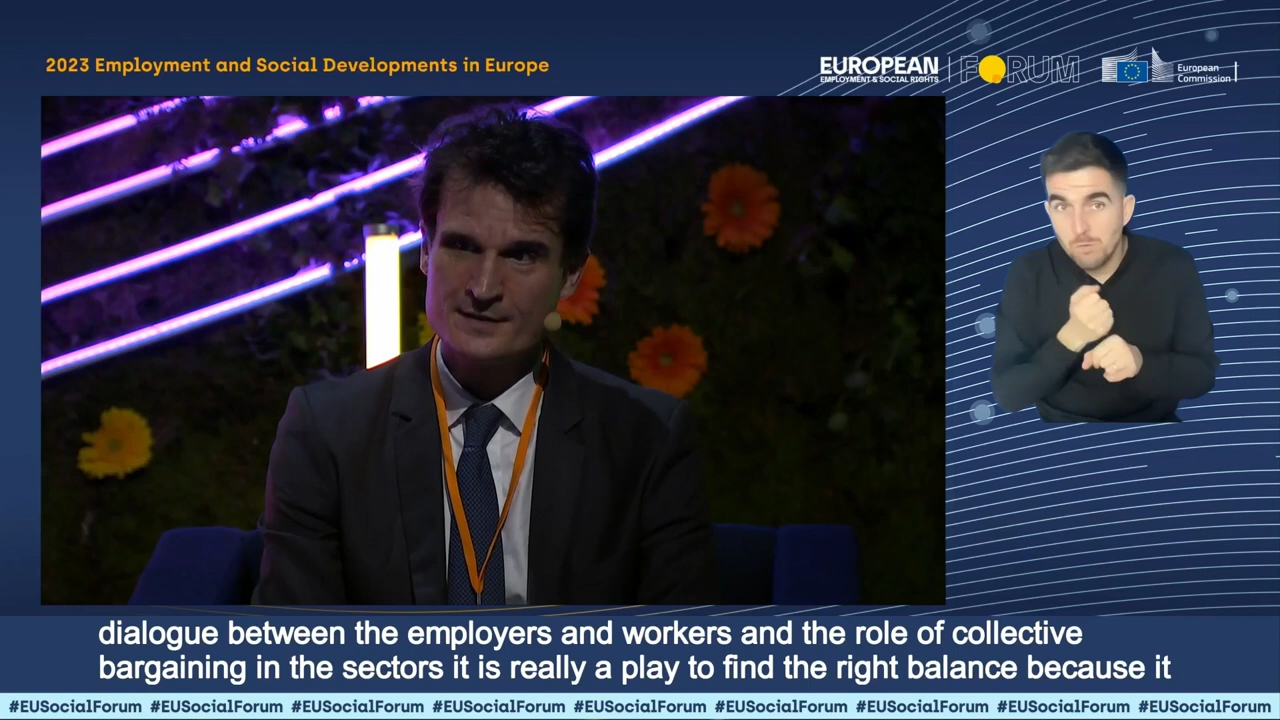 2023 Employment and Social Developments in Europe
EUROPEAN
EMPLOYMENT & SOCIAL RIGHTS
FORUM
European
Commission
dialogue between the employers and workers and the role of collective
bargaining in the sectors it is really a play to find the right balance because it
#EUSocialForum #EUSocialForum #EUSocialForum #EUSocialForum #EUSocialForum #EUSocialForum #EUSocialForum #EUSocialForum #EUSocialForum